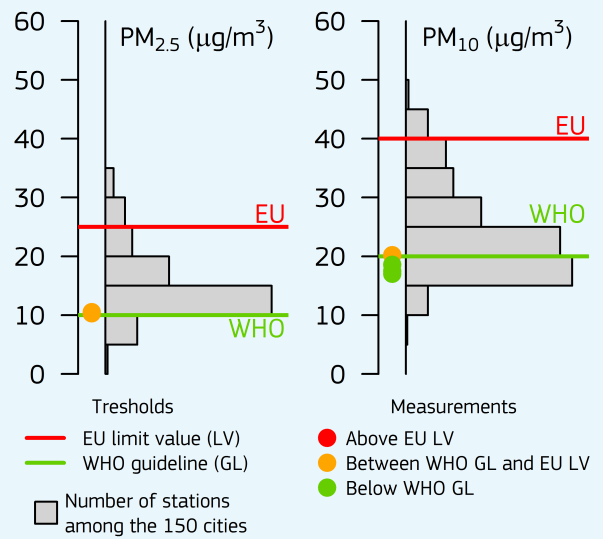 PM2.5 (µg/m³)
60
50
40
30
20
10
0
EU
WHO
PM10 (µg/m³)
60
50
40
30
20
10
0
EU
WHO
Tresholds
EU limit value (LV)
WHO guideline (GL)
Number of stations
among the 150 cities
Measurements
Above EU LV
Between WHO GL and EU LV
Below WHO GL